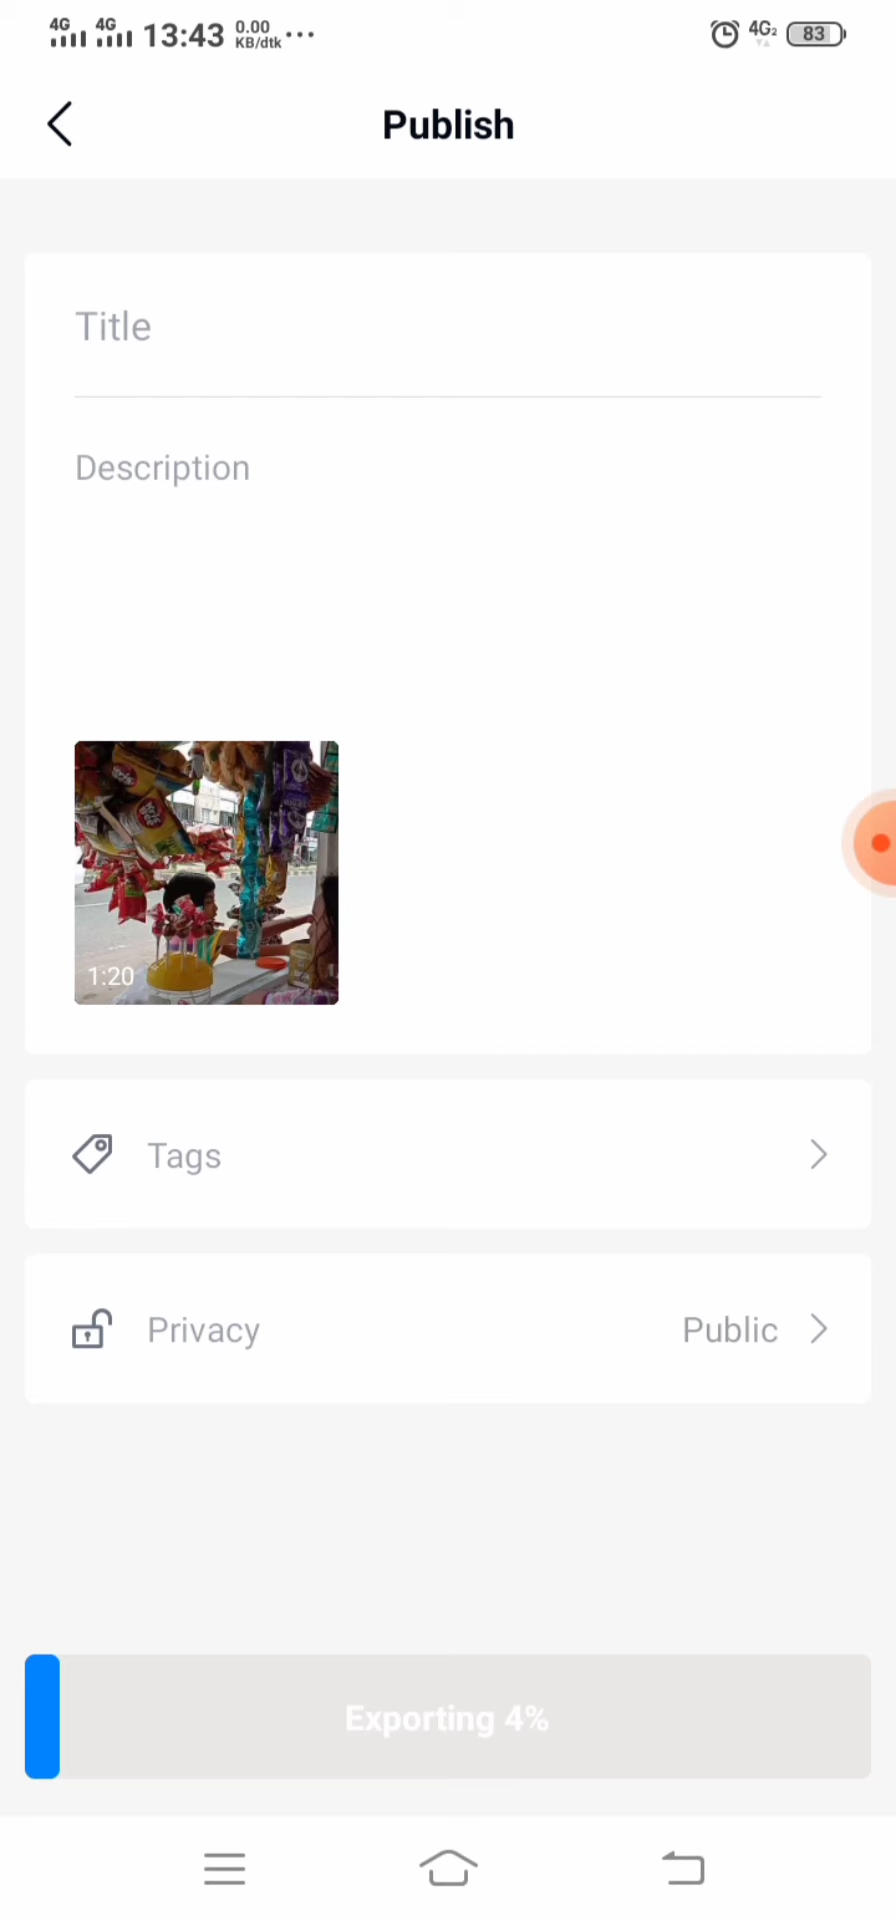 4G 4G 13:43 0.00 KB/dtk ... 4G2 83
Publish
Title
Description
1:20
Tags
Privacy Public
Exporting 4%